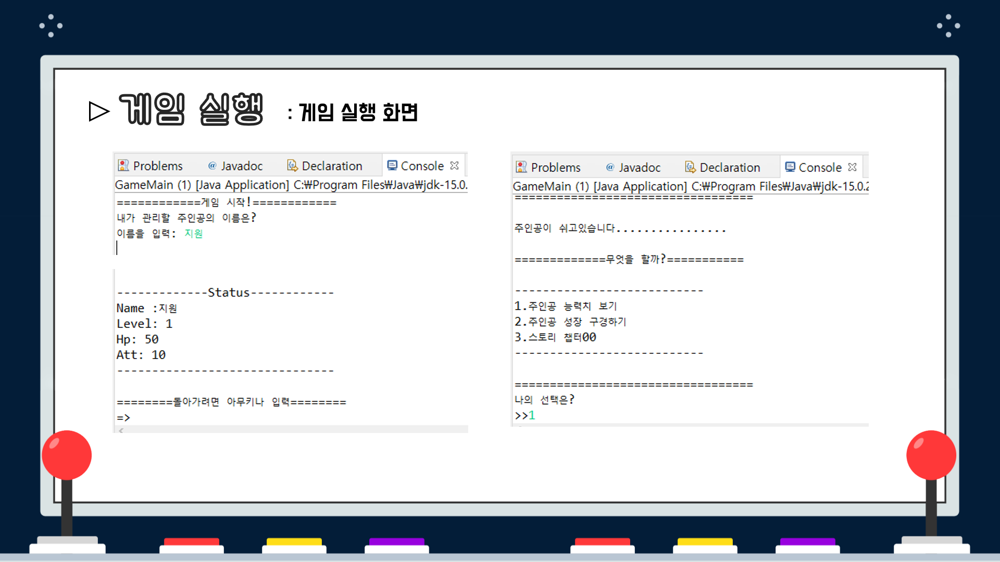 ▷ 게임 실행 : 게임 실행 화면
Problems @ Javadoc Declaration Console
GameMain (1) [Java Application] C:₩Program Files₩Java₩jdk-15.0.
============게임 시작!============
내가 관리할 주인공의 이름은?
이름을 입력: 지원
-------------Status------------
Name :지원
Level: 1
Hp: 50
Att: 10
-------------------------------
========돌아가려면 아무키나 입력========
=>
Problems @ Javadoc Declaration Console
GameMain (1) [Java Application] C:₩Program Files₩Java₩jdk-15.0.2
==================================
주인공이 쉬고있습니다................
=============무엇을 할까?===========
---------------------------
1.주인공 능력치 보기
2.주인공 성장 구경하기
3.스토리 챕터00
---------------------------
==================================
나의 선택은?
>>1